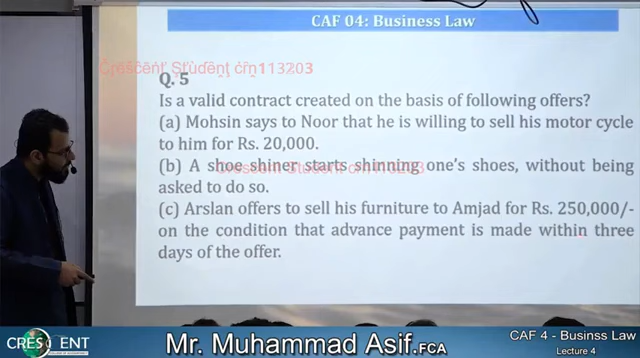 CAF 04: Business Law
Crescent Student crn113203
Q. 5
Is a valid contract created on the basis of following offers?
(a) Mohsin says to Noor that he is willing to sell his motor cycle
to him for Rs. 20,000.
Crescent Student crn113203
(b) A shoe shiner starts shinning one's shoes, without being
asked to do so.
(c) Arslan offers to sell his furniture to Amjad for Rs. 250,000/-
on the condition that advance payment is made within three
days of the offer.
CRESCENT
Mr. Muhammad Asif.FCA
CAF 4 - Businss Law
Lecture 4